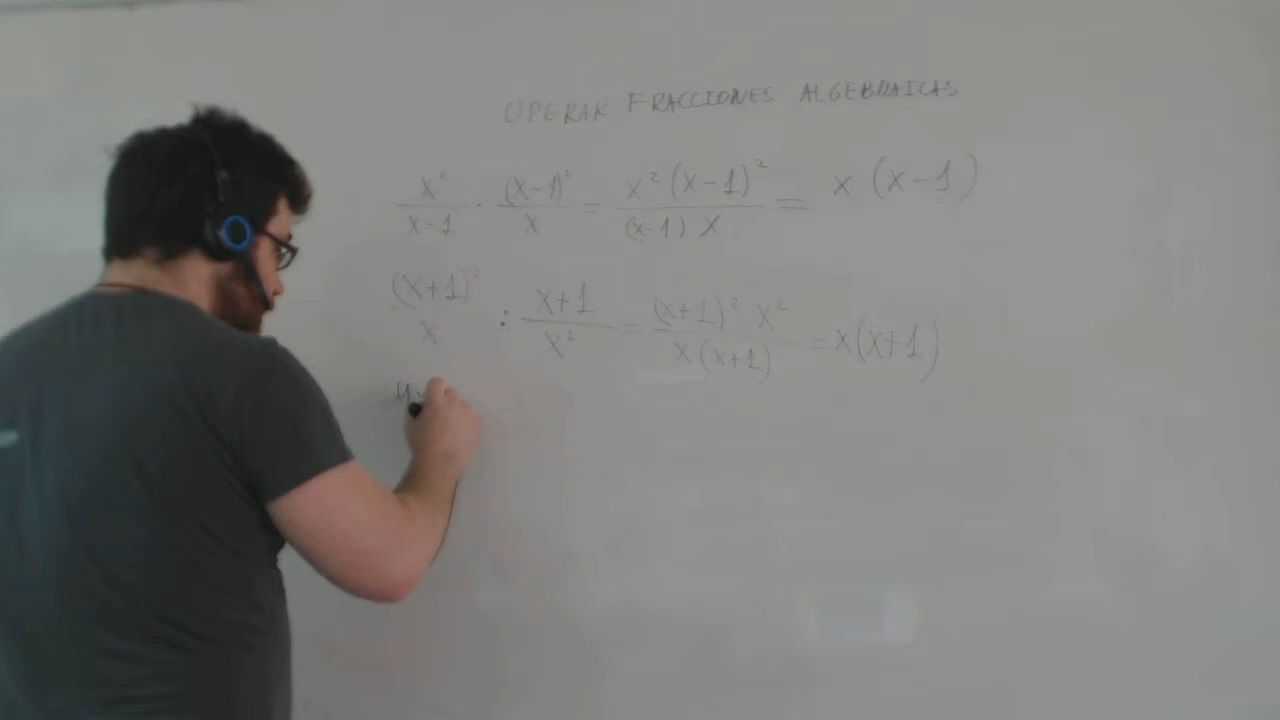 OPERAR FRACCIONES ALGEBRAICAS
x²/(x-1) · (x-1)²/x = x²(x-1)²/((x-1) x) = x (x-1)
(x+1)²/x : (x+1)/x² = (x+1)² x²/(x(x+1)) = x(x+1)